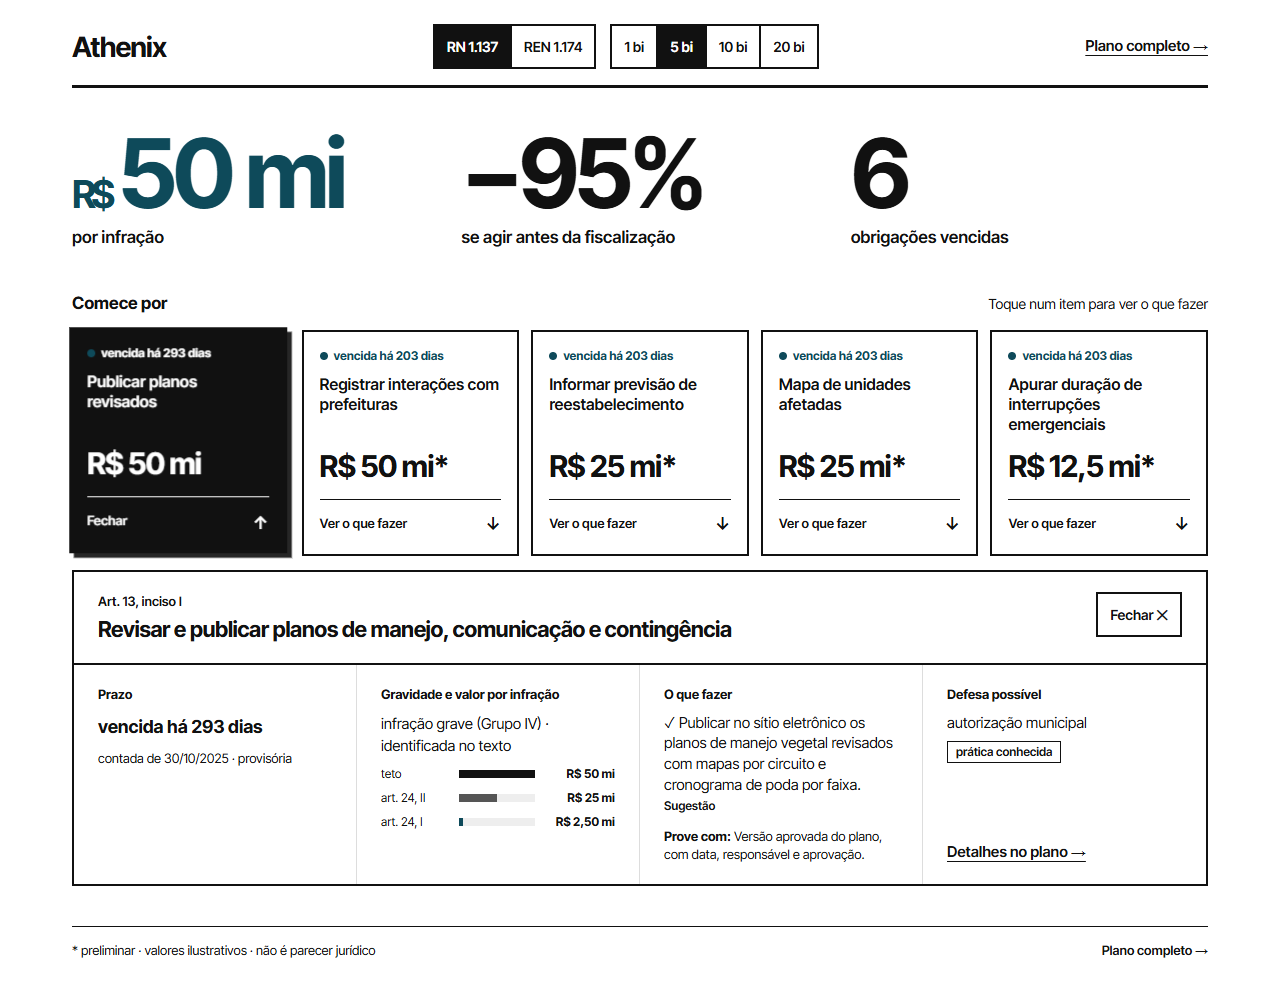 Athenix
RN 1.137 REN 1.174 1 bi 5 bi 10 bi 20 bi
Plano completo →
R$ 50 mi
por infração
–95%
se agir antes da fiscalização
6
obrigações vencidas
Comece por
Toque num item para ver o que fazer
vencida há 293 dias
Publicar planos
revisados
R$ 50 mi
Fechar ↑
vencida há 203 dias
Registrar interações com
prefeituras
R$ 50 mi*
Ver o que fazer ↓
vencida há 203 dias
Informar previsão de
reestabelecimento
R$ 25 mi*
Ver o que fazer ↓
vencida há 203 dias
Mapa de unidades
afetadas
R$ 25 mi*
Ver o que fazer ↓
vencida há 203 dias
Apurar duração de
interrupções
emergenciais
R$ 12,5 mi*
Ver o que fazer ↓
Art. 13, inciso I
Revisar e publicar planos de manejo, comunicação e contingência
Fechar ✕
Prazo
vencida há 293 dias
contada de 30/10/2025 · provisória
Gravidade e valor por infração
infração grave (Grupo IV) ·
identificada no texto
teto R$ 50 mi
art. 24, II R$ 25 mi
art. 24, I R$ 2,50 mi
O que fazer
✓ Publicar no sítio eletrônico os
planos de manejo vegetal revisados
com mapas por circuito e
cronograma de poda por faixa.
Sugestão
Prove com: Versão aprovada do plano,
com data, responsável e aprovação.
Defesa possível
autorização municipal
prática conhecida
Detalhes no plano →
* preliminar · valores ilustrativos · não é parecer jurídico
Plano completo →